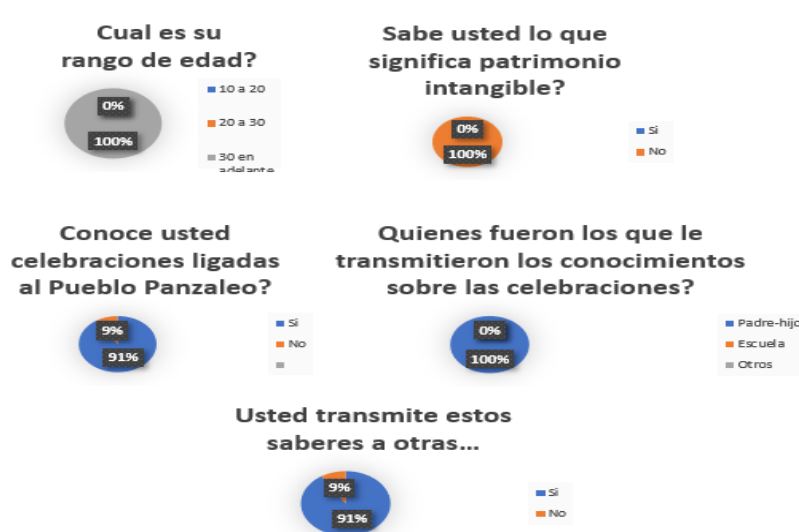 Cual es su
rango de edad?
0%
100%
10 a 20
20 a 30
30 en
adelante
Sabe usted lo que
significa patrimonio
intangible?
0%
100%
Si
No
Conoce usted
celebraciones ligadas
al Pueblo Panzaleo?
9%
91%
Si
No
Quienes fueron los que le
transmitieron los conocimientos
sobre las celebraciones?
0%
100%
Padre-hijo
Escuela
Otros
Usted transmite estos
saberes a otras...
9%
91%
Si
No